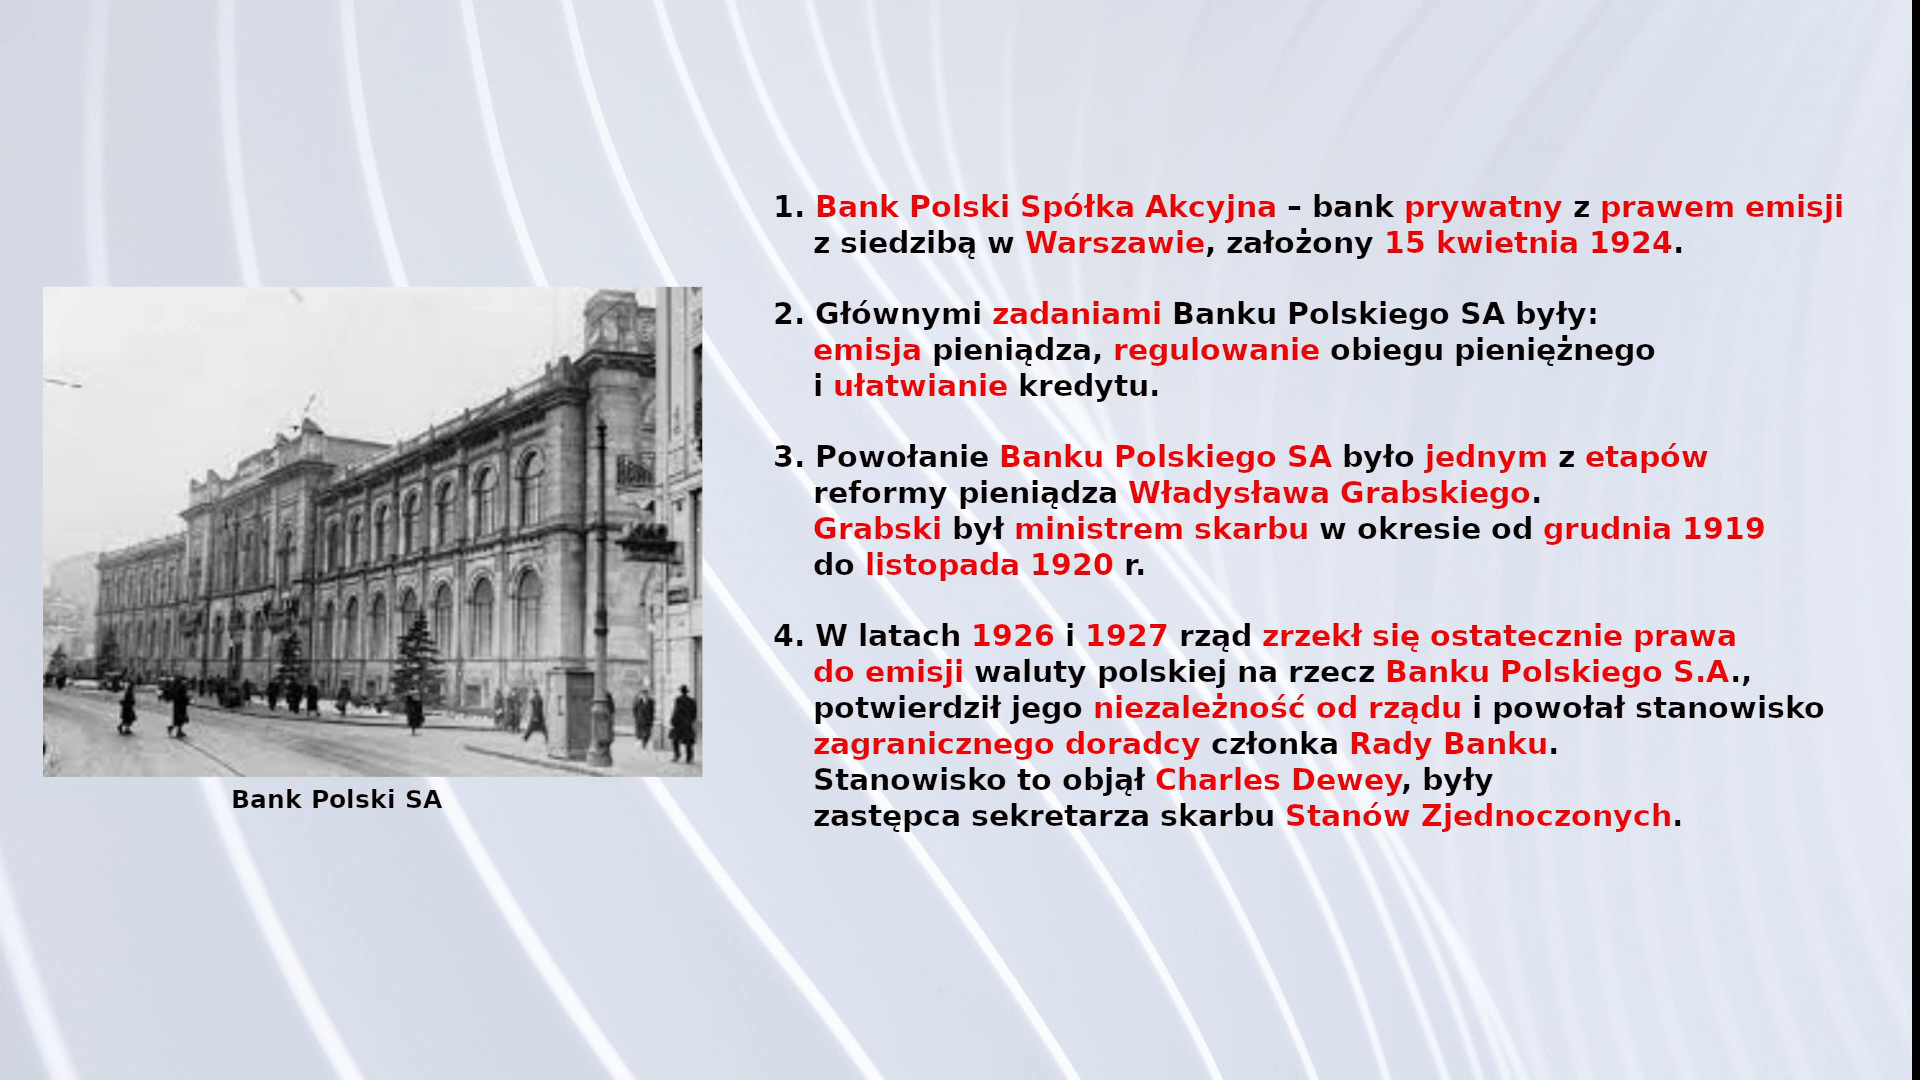 1. Bank Polski Spółka Akcyjna – bank prywatny z prawem emisji
z siedzibą w Warszawie, założony 15 kwietnia 1924.
2. Głównymi zadaniami Banku Polskiego SA były:
emisja pieniądza, regulowanie obiegu pieniężnego
i ułatwianie kredytu.
3. Powołanie Banku Polskiego SA było jednym z etapów
reformy pieniądza Władysława Grabskiego.
Grabski był ministrem skarbu w okresie od grudnia 1919
do listopada 1920 r.
4. W latach 1926 i 1927 rząd zrzekł się ostatecznie prawa
do emisji waluty polskiej na rzecz Banku Polskiego S.A.,
potwierdził jego niezależność od rządu i powołał stanowisko
zagranicznego doradcy członka Rady Banku.
Stanowisko to objął Charles Dewey, były
zastępca sekretarza skarbu Stanów Zjednoczonych.
Bank Polski SA